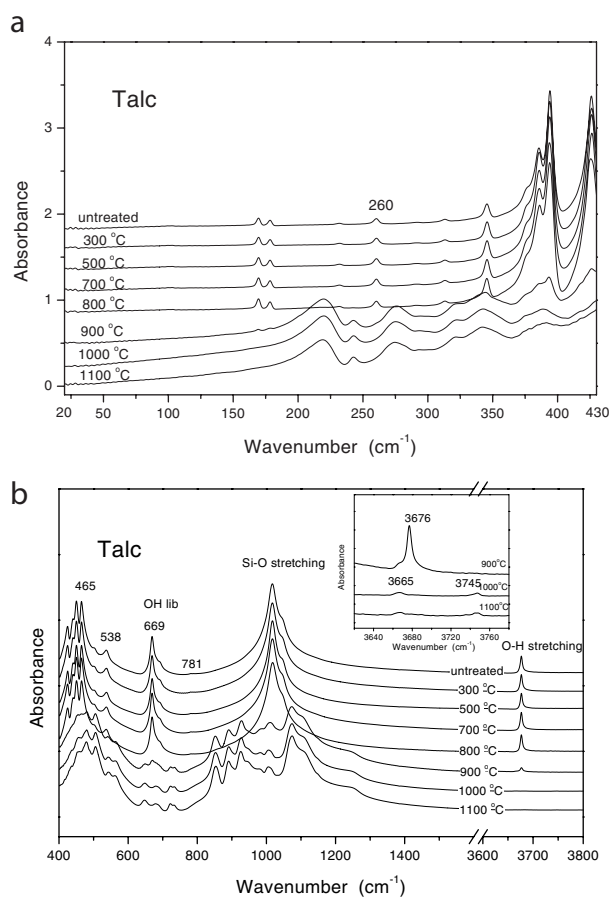 a
4
3
2
1
0
Absorbance
Talc
260
untreated
300 °C
500 °C
700 °C
800 °C
900 °C
1000 °C
1100 °C
20 50 100 150 200 250 300 350 400 430
Wavenumber (cm-1)
b
Absorbance
Talc
465
538
OH lib
669
781
Si-O stretching
Absorbance
3676
900°C
3665
3745
1000°C
1100°C
3640 3680 3720 3760
Wavenumber (cm-1)
O-H stretching
untreated
300 °C
500 °C
700 °C
800 °C
900 °C
1000 °C
1100 °C
400 600 800 1000 1200 1400 3600 3700 3800
Wavenumber (cm-1)